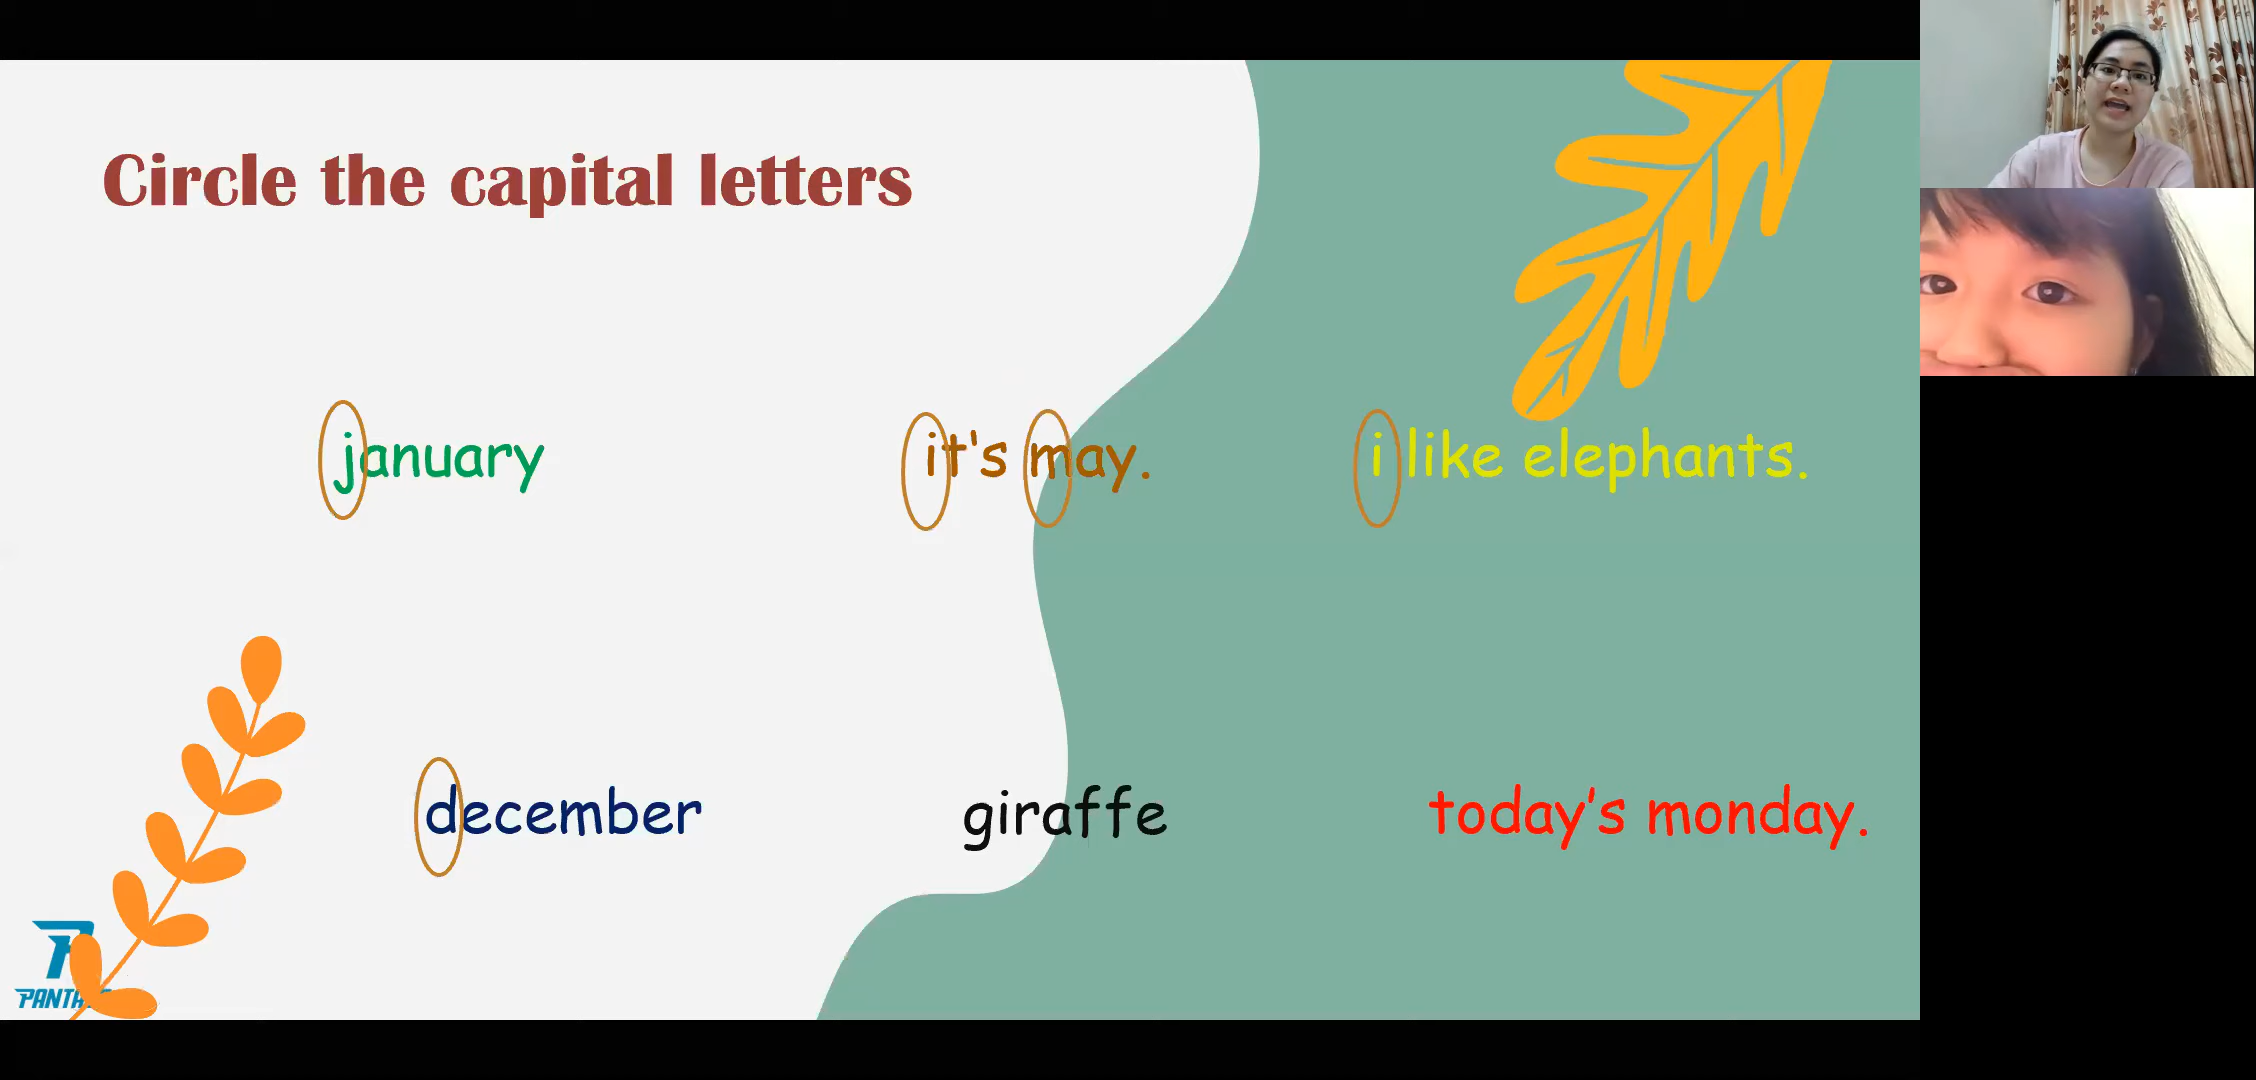 Circle the capital letters
january
it's may.
i like elephants.
december
giraffe
today's monday.